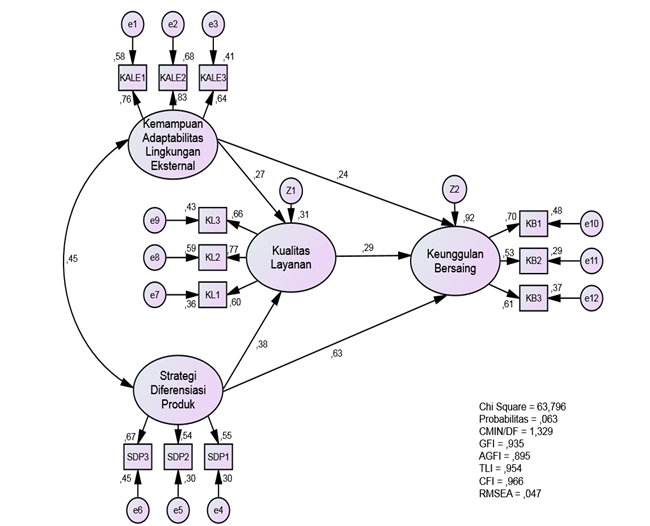 e1
e2
e3
,58
,68
,41
KALE1
KALE2
KALE3
,76
,83
,64
Kemampuan
Adaptabilitas
Lingkungan
Eksternal
,27
,24
Z1
Z2
e9
,43
KL3
,66
,31
,92
,70
KB1
,48
e10
e8
,59
KL2
,77
Kualitas
Layanan
,29
Keunggulan
Bersaing
,53
KB2
,29
e11
,45
e7
,36
KL1
,60
,61
KB3
,37
e12
,38
,63
Strategi
Diferensiasi
Produk
,67
,54
,55
SDP3
SDP2
SDP1
,45
,30
,30
e6
e5
e4
Chi Square = 63,796
Probabilitas = ,063
CMIN/DF = 1,329
GFI = ,935
AGFI = ,895
TLI = ,954
CFI = ,966
RMSEA = ,047